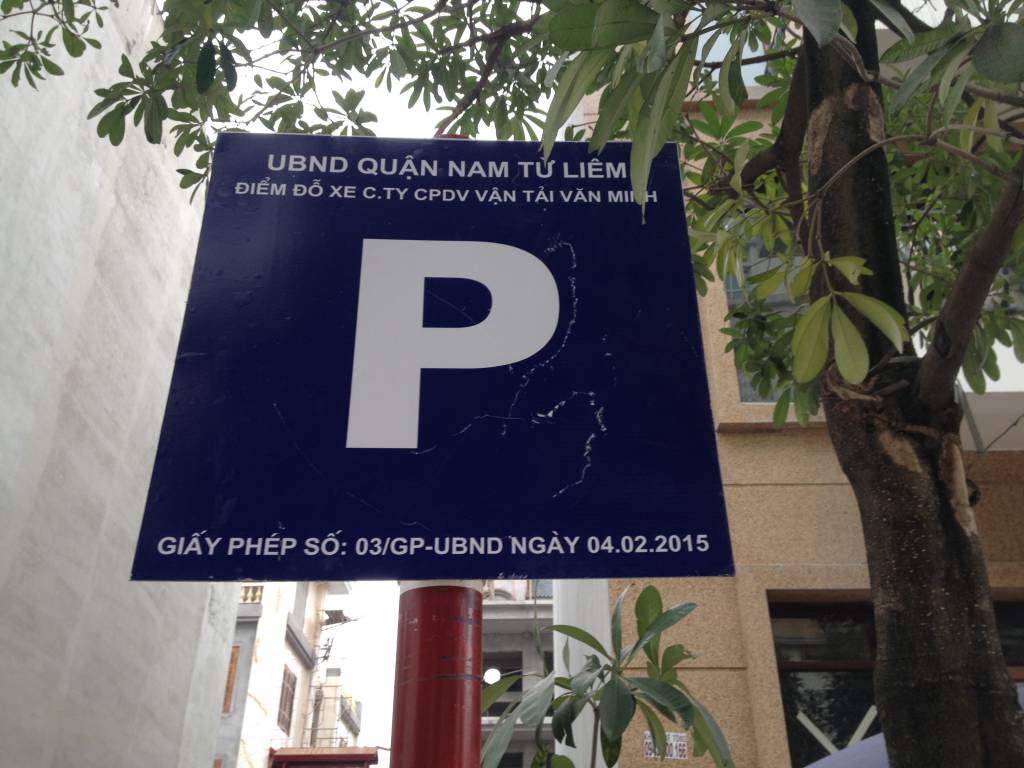 UBND QUẬN NAM TỪ LIÊM
ĐIỂM ĐỖ XE C.TY CPDV VẬN TẢI VĂN MINH
P
GIẤY PHÉP SỐ: 03/GP-UBND NGÀY 04.02.2015